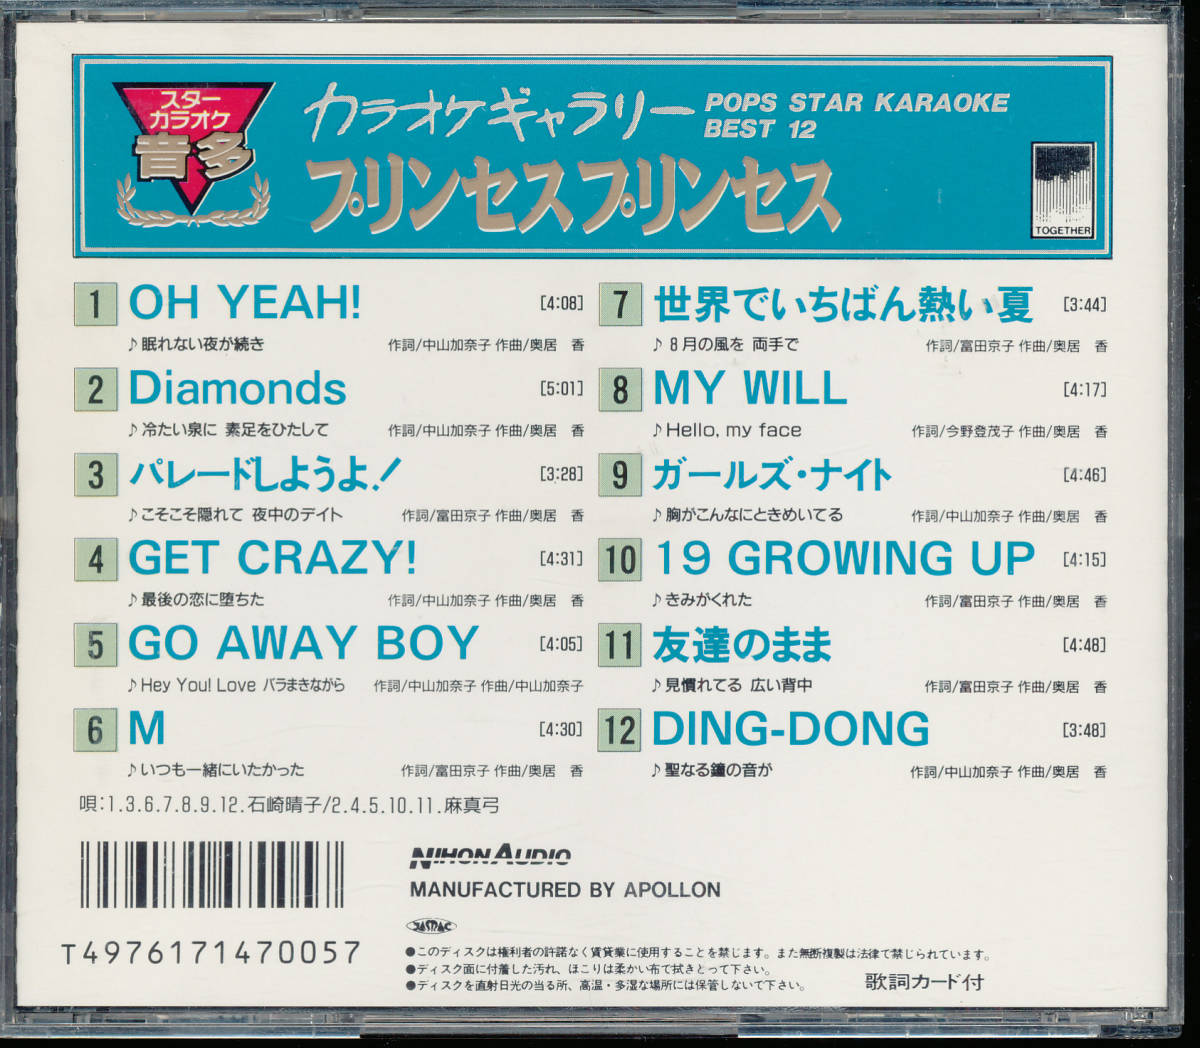 スター
カラオケ
音多
カラオケギャラリー
POPS STAR KARAOKE
BEST 12
プリンセスプリンセス
TOGETHER
1 OH YEAH! [4:08]
♪眠れない夜が続き 作詞/中山加奈子 作曲/奥居 香
2 Diamonds [5:01]
♪冷たい泉に 素足をひたして 作詞/中山加奈子 作曲/奥居 香
3 パレードしようよ! [3:28]
♪こそこそ隠れて 夜中のデイト 作詞/富田京子 作曲/奥居 香
4 GET CRAZY! [4:31]
♪最後の恋に堕ちた 作詞/中山加奈子 作曲/奥居 香
5 GO AWAY BOY [4:05]
♪Hey You! Love バラまきながら 作詞/中山加奈子 作曲/中山加奈子
6 M [4:30]
♪いつも一緒にいたかった 作詞/富田京子 作曲/奥居 香
7 世界でいちばん熱い夏 [3:44]
♪8月の風を 両手で 作詞/富田京子 作曲/奥居 香
8 MY WILL [4:17]
♪Hello, my face 作詞/今野登茂子 作曲/奥居 香
9 ガールズ・ナイト [4:46]
♪胸がこんなにときめいてる 作詞/中山加奈子 作曲/奥居 香
10 19 GROWING UP [4:15]
♪きみがくれた 作詞/富田京子 作曲/奥居 香
11 友達のまま [4:48]
♪見慣れてる 広い背中 作詞/富田京子 作曲/奥居 香
12 DING-DONG [3:48]
♪聖なる鐘の音が 作詞/中山加奈子 作曲/奥居 香
唄:1.3.6.7.8.9.12.石崎晴子/2.4.5.10.11.麻真弓
NIHON AUDIO
MANUFACTURED BY APOLLON
JASRAC
T4976171470057
●このディスクは権利者の許諾なく賃貸業に使用することを禁じます。また無断複製は法律で禁じられています。
●ディスク面に付着した汚れ、ほこりは柔かい布で拭きとって下さい。
●ディスクを直射日光の当る所、高温・多湿な場所には保管しないで下さい。
歌詞カード付